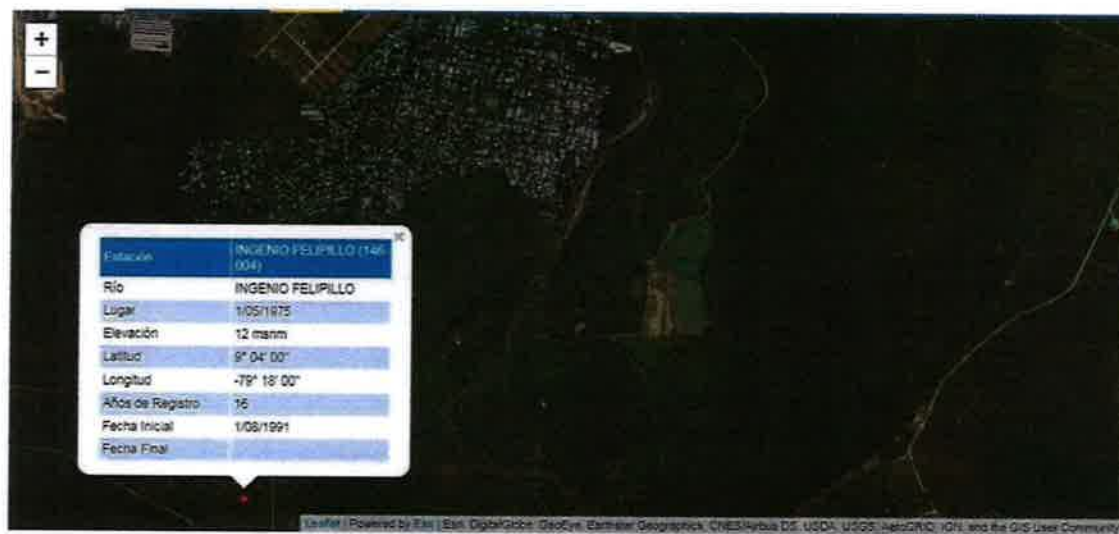 +
−
×
Estación INGENIO FELIPILLO (146-004)
Río INGENIO FELIPILLO
Lugar 1/05/1975
Elevación 12 msnm
Latitud 9° 04' 00"
Longitud -79° 18' 00"
Años de Registro 16
Fecha Inicial 1/08/1991
Fecha Final
Leaflet | Powered by Esri | Esri, DigitalGlobe, GeoEye, Earthstar Geographics, CNES/Airbus DS, USDA, USGS, AeroGRID, IGN, and the GIS User Community